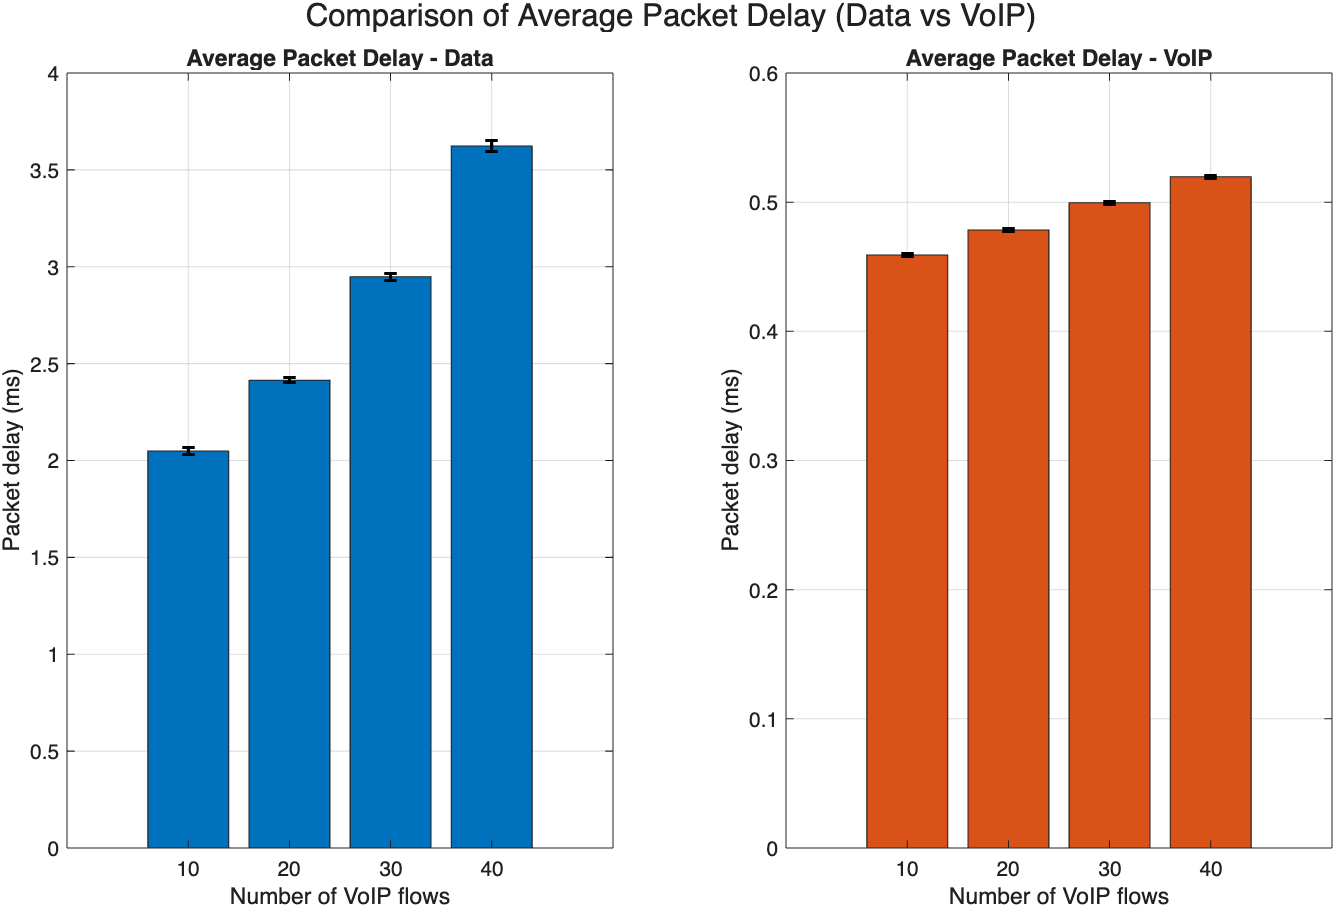 Comparison of Average Packet Delay (Data vs VoIP)
Average Packet Delay - Data
Packet delay (ms)
4
3.5
3
2.5
2
1.5
1
0.5
0
10 20 30 40
Number of VoIP flows
Average Packet Delay - VoIP
Packet delay (ms)
0.6
0.5
0.4
0.3
0.2
0.1
0
10 20 30 40
Number of VoIP flows